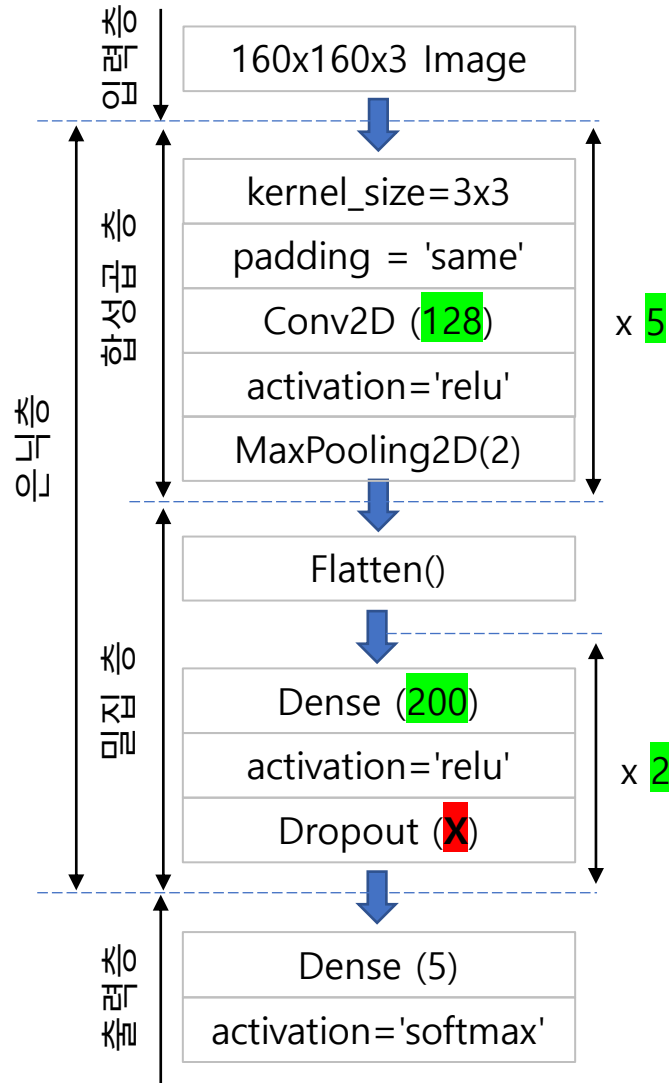 입력층
160x160x3 Image
은닉층
합성곱 층
kernel_size=3x3
padding = 'same'
Conv2D (128)
activation='relu'
MaxPooling2D(2)
x 5
밀집 층
Flatten()
Dense (200)
activation='relu'
Dropout (X)
x 2
출력층
Dense (5)
activation='softmax'